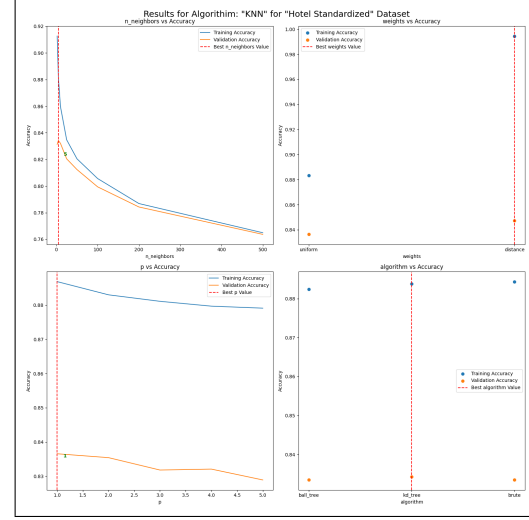 Results for Algorithim: "KNN" for "Hotel Standardized" Dataset
n_neighbors vs Accuracy
Training Accuracy
Validation Accuracy
Best n_neighbors Value
Accuracy
0.92
0.90
0.88
0.86
0.84
0.82
0.80
0.78
0.76
5
0
100
200
300
400
500
n_neighbors
weights vs Accuracy
Training Accuracy
Validation Accuracy
Best weights Value
Accuracy
1.00
0.98
0.96
0.94
0.92
0.90
0.88
0.86
0.84
uniform
distance
weights
p vs Accuracy
Training Accuracy
Validation Accuracy
Best p Value
Accuracy
0.88
0.87
0.86
0.85
0.84
0.83
1
1.0
1.5
2.0
2.5
3.0
3.5
4.0
4.5
5.0
p
algorithm vs Accuracy
Training Accuracy
Validation Accuracy
Best algorithm Value
Accuracy
0.88
0.87
0.86
0.85
0.84
ball_tree
kd_tree
brute
algorithm